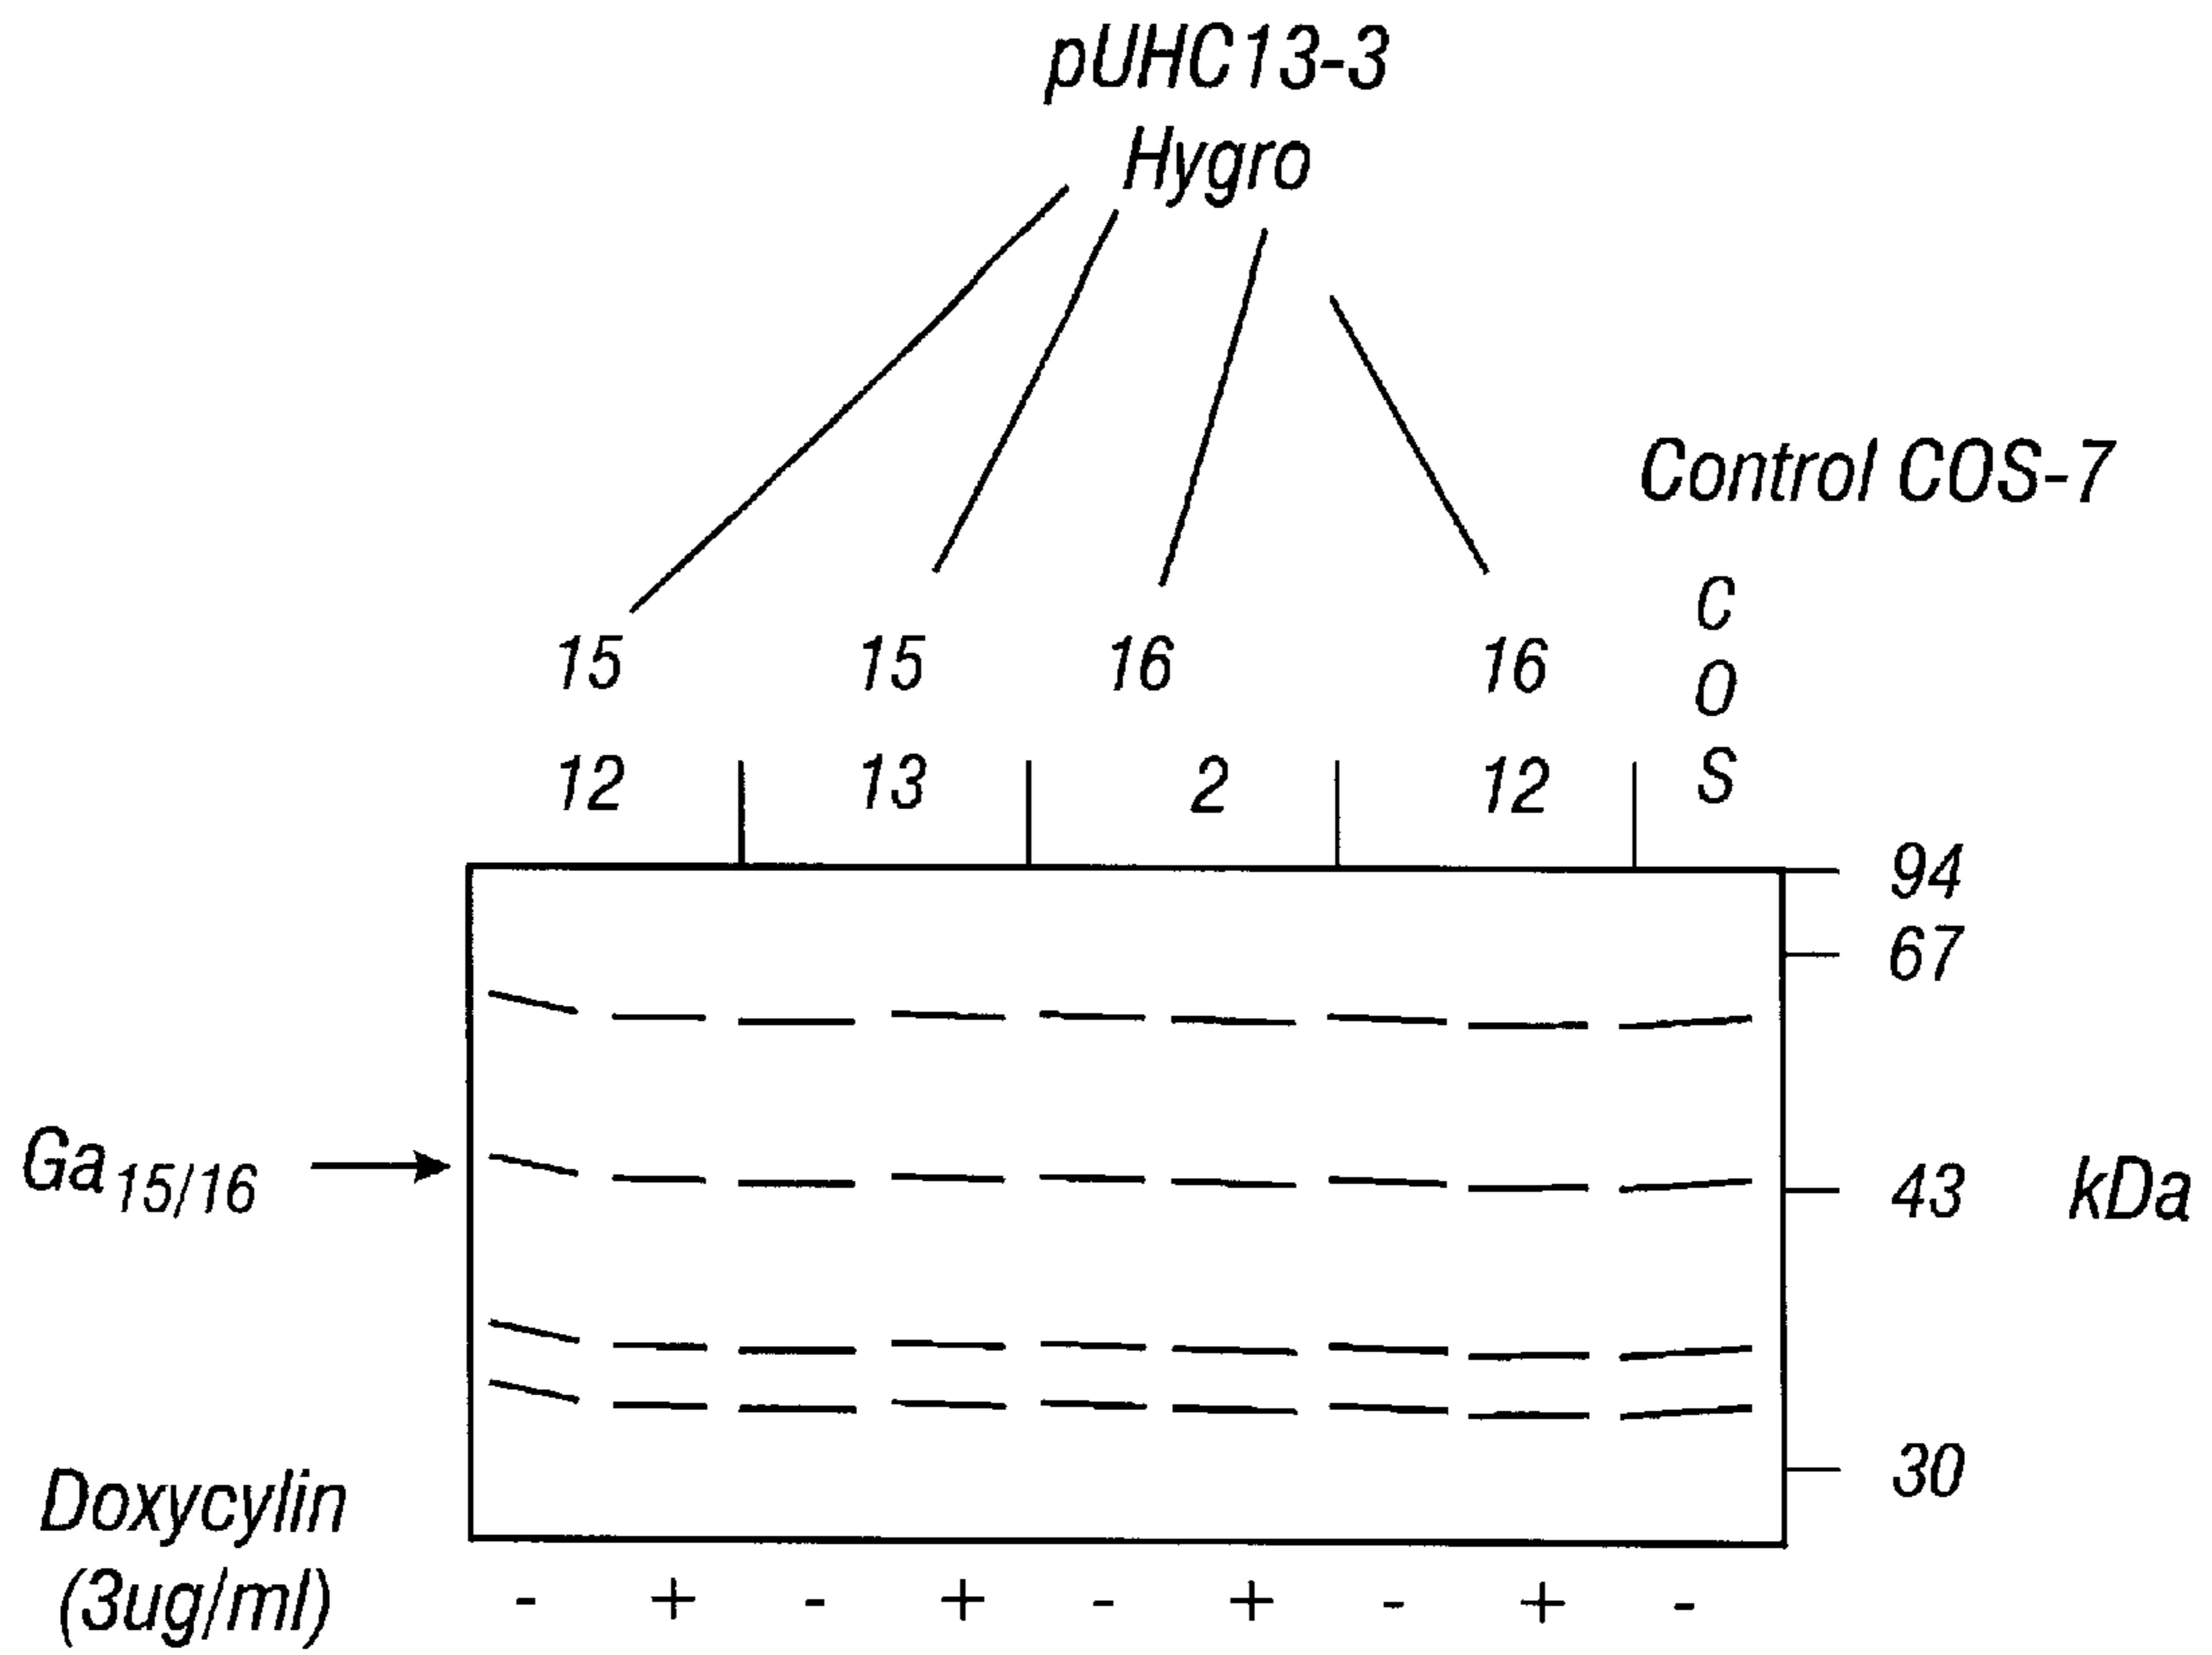 pUHC13-3
Hygro
Control COS-7
C
O
S
15 15 16 16
12 13 2 12
94
67
Ga15/16
43 kDa
30
Doxycylin
(3ug/ml)
- + - + - + - + -